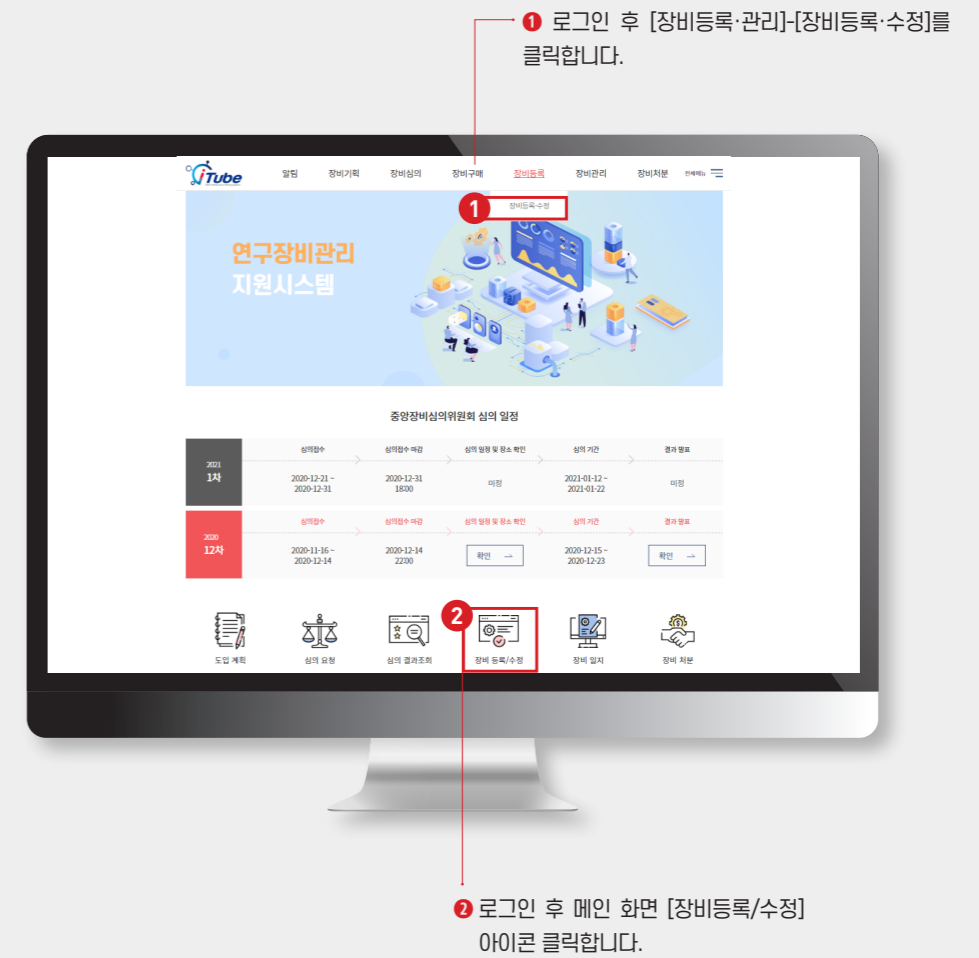 ❶ 로그인 후 [장비등록·관리]-[장비등록·수정]를
클릭합니다.
iTube
알림 장비기획 장비심의 장비구매 장비등록 장비관리 장비처분 전체메뉴
1 장비등록·수정
연구장비관리
지원시스템
중앙장비심의위원회 심의 일정
심의접수 심의접수 마감 심의 일정 및 장소 확인 심의 기간 결과 발표
2021
1차
2020-12-21 ~
2020-12-31
2020-12-31
18:00
미정
2021-01-12 ~
2021-01-22
미정
심의접수 심의접수 마감 심의 일정 및 장소 확인 심의 기간 결과 발표
2020
12차
2020-11-16 ~
2020-12-14
2020-12-14
22:00
확인
2020-12-15 ~
2020-12-23
확인
2
도입 계획 심의 요청 심의 결과조회 장비 등록/수정 장비 일지 장비 처분
❷ 로그인 후 메인 화면 [장비등록/수정]
아이콘 클릭합니다.